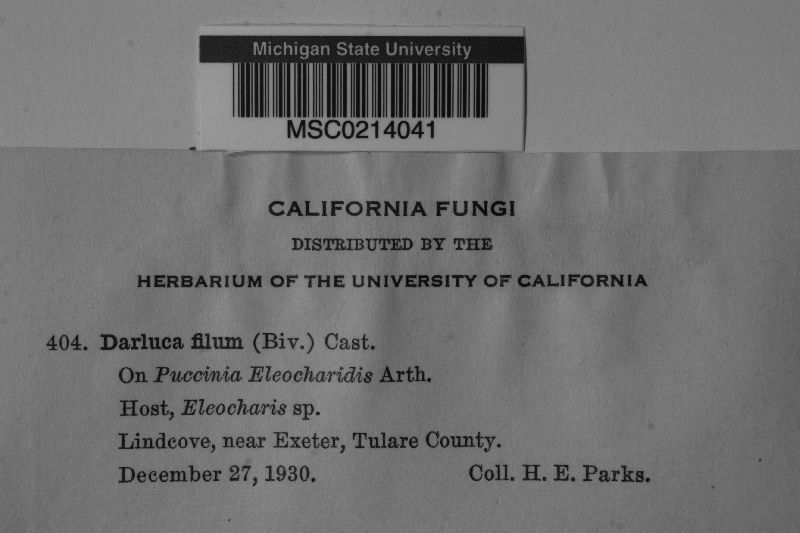 Michigan State University
MSC0214041
CALIFORNIA FUNGI
DISTRIBUTED BY THE
HERBARIUM OF THE UNIVERSITY OF CALIFORNIA
404. Darluca filum (Biv.) Cast.
On Puccinia Eleocharidis Arth.
Host, Eleocharis sp.
Lindcove, near Exeter, Tulare County.
December 27, 1930. Coll. H. E. Parks.